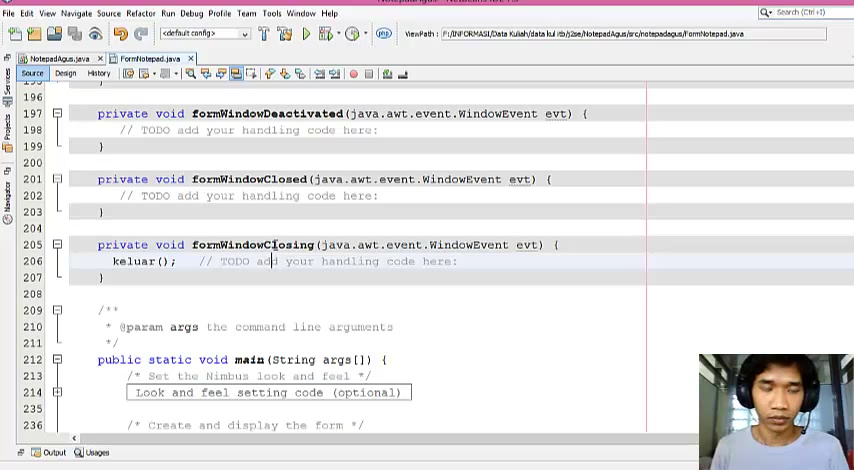 File Edit View Navigate Source Refactor Run Debug Profile Team Tools Window Help
Search (Ctrl+I)
<default config>
ViewPath : F:/INFORMASI/Data Kuliah/data kul itb/j2se/NotepadAgus/src/notepadagus/FormNotepad.java
NotepadAgus.java FormNotepad.java
Source Design History
Services
Projects
Navigator
196
197 private void formWindowDeactivated(java.awt.event.WindowEvent evt) {
198 // TODO add your handling code here:
199 }
200
201 private void formWindowClosed(java.awt.event.WindowEvent evt) {
202 // TODO add your handling code here:
203 }
204
205 private void formWindowClosing(java.awt.event.WindowEvent evt) {
206 keluar(); // TODO add your handling code here:
207 }
208
209 /**
210 * @param args the command line arguments
211 */
212 public static void main(String args[]) {
213 /* Set the Nimbus look and feel */
214 Look and feel setting code (optional)
235
236 /* Create and display the form */
Output Usages